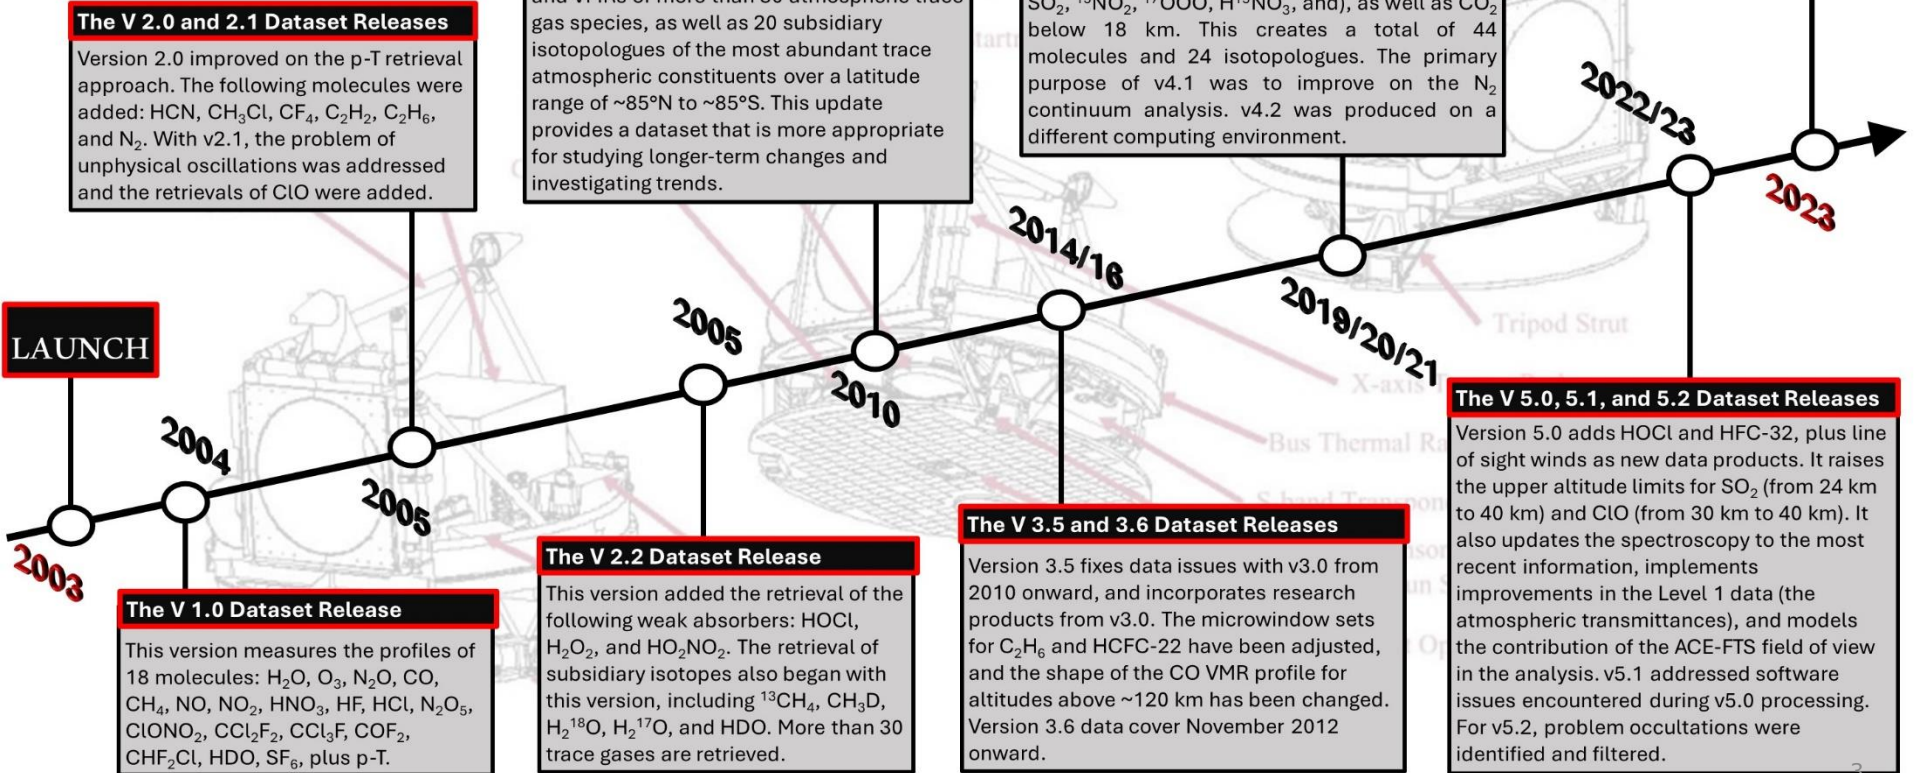 The V 2.0 and 2.1 Dataset Releases
Version 2.0 improved on the p-T retrieval
approach. The following molecules were
added: HCN, CH₃Cl, CF₄, C₂H₂, C₂H₆,
and N₂. With v2.1, the problem of
unphysical oscillations was addressed
and the retrievals of ClO were added.
gas species, as well as 20 subsidiary
isotopologues of the most abundant trace
atmospheric constituents over a latitude
range of ~85°N to ~85°S. This update
provides a dataset that is more appropriate
for studying longer-term changes and
investigating trends.
SO₂, ¹⁵NO₂, ¹⁷OOO, H¹⁵NO₃, and), as well as CO₂
below 18 km. This creates a total of 44
molecules and 24 isotopologues. The primary
purpose of v4.1 was to improve on the N₂
continuum analysis. v4.2 was produced on a
different computing environment.
2022/23
2023
2014/16
2019/20/21
2005
2010
LAUNCH
2004
2005
2003
Tripod Strut
X-axis
Bus Thermal
The V 1.0 Dataset Release
This version measures the profiles of
18 molecules: H₂O, O₃, N₂O, CO,
CH₄, NO, NO₂, HNO₃, HF, HCl, N₂O₅,
ClONO₂, CCl₂F₂, CCl₃F, COF₂,
CHF₂Cl, HDO, SF₆, plus p-T.
The V 2.2 Dataset Release
This version added the retrieval of the
following weak absorbers: HOCl,
H₂O₂, and HO₂NO₂. The retrieval of
subsidiary isotopes also began with
this version, including ¹³CH₄, CH₃D,
H₂¹⁸O, H₂¹⁷O, and HDO. More than 30
trace gases are retrieved.
The V 3.5 and 3.6 Dataset Releases
Version 3.5 fixes data issues with v3.0 from
2010 onward, and incorporates research
products from v3.0. The microwindow sets
for C₂H₆ and HCFC-22 have been adjusted,
and the shape of the CO VMR profile for
altitudes above ~120 km has been changed.
Version 3.6 data cover November 2012
onward.
The V 5.0, 5.1, and 5.2 Dataset Releases
Version 5.0 adds HOCl and HFC-32, plus line
of sight winds as new data products. It raises
the upper altitude limits for SO₂ (from 24 km
to 40 km) and ClO (from 30 km to 40 km). It
also updates the spectroscopy to the most
recent information, implements
improvements in the Level 1 data (the
atmospheric transmittances), and models
the contribution of the ACE-FTS field of view
in the analysis. v5.1 addressed software
issues encountered during v5.0 processing.
For v5.2, problem occultations were
identified and filtered.